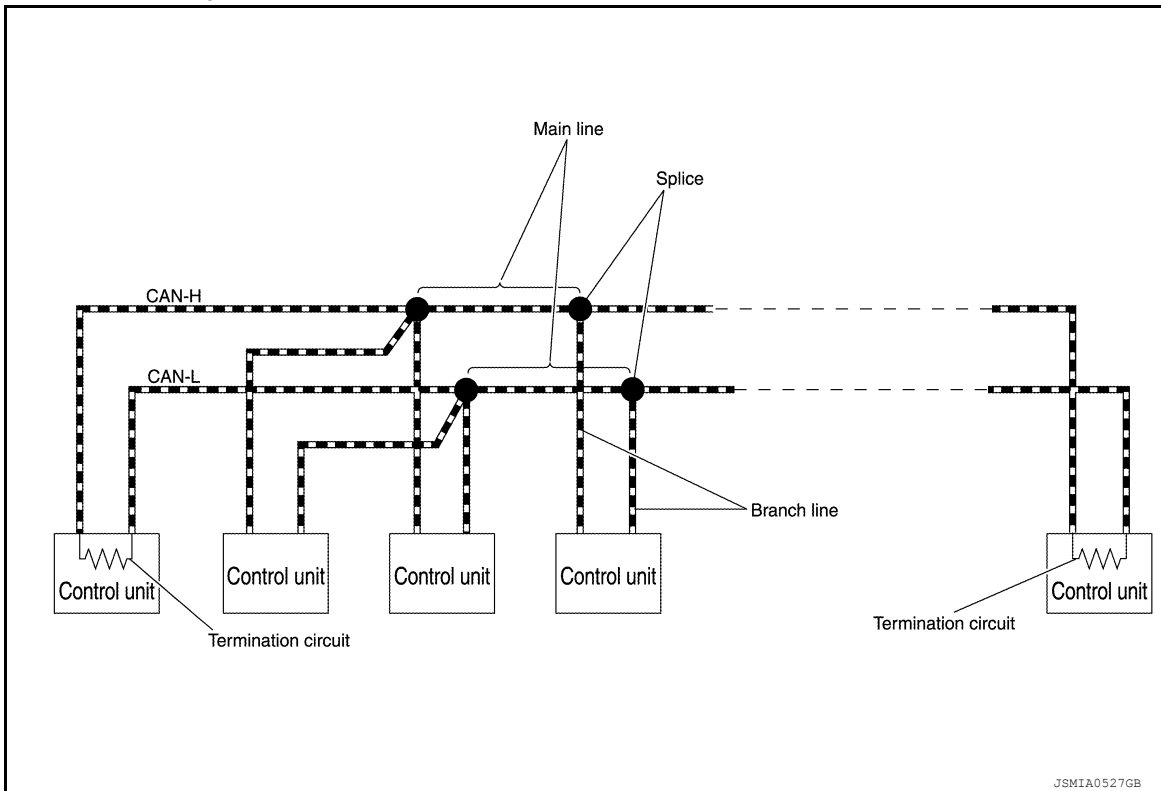 Main line
Splice
CAN-H
CAN-L
Branch line
Control unit
Control unit
Control unit
Control unit
Control unit
Termination circuit
Termination circuit
JSMIA0527GB